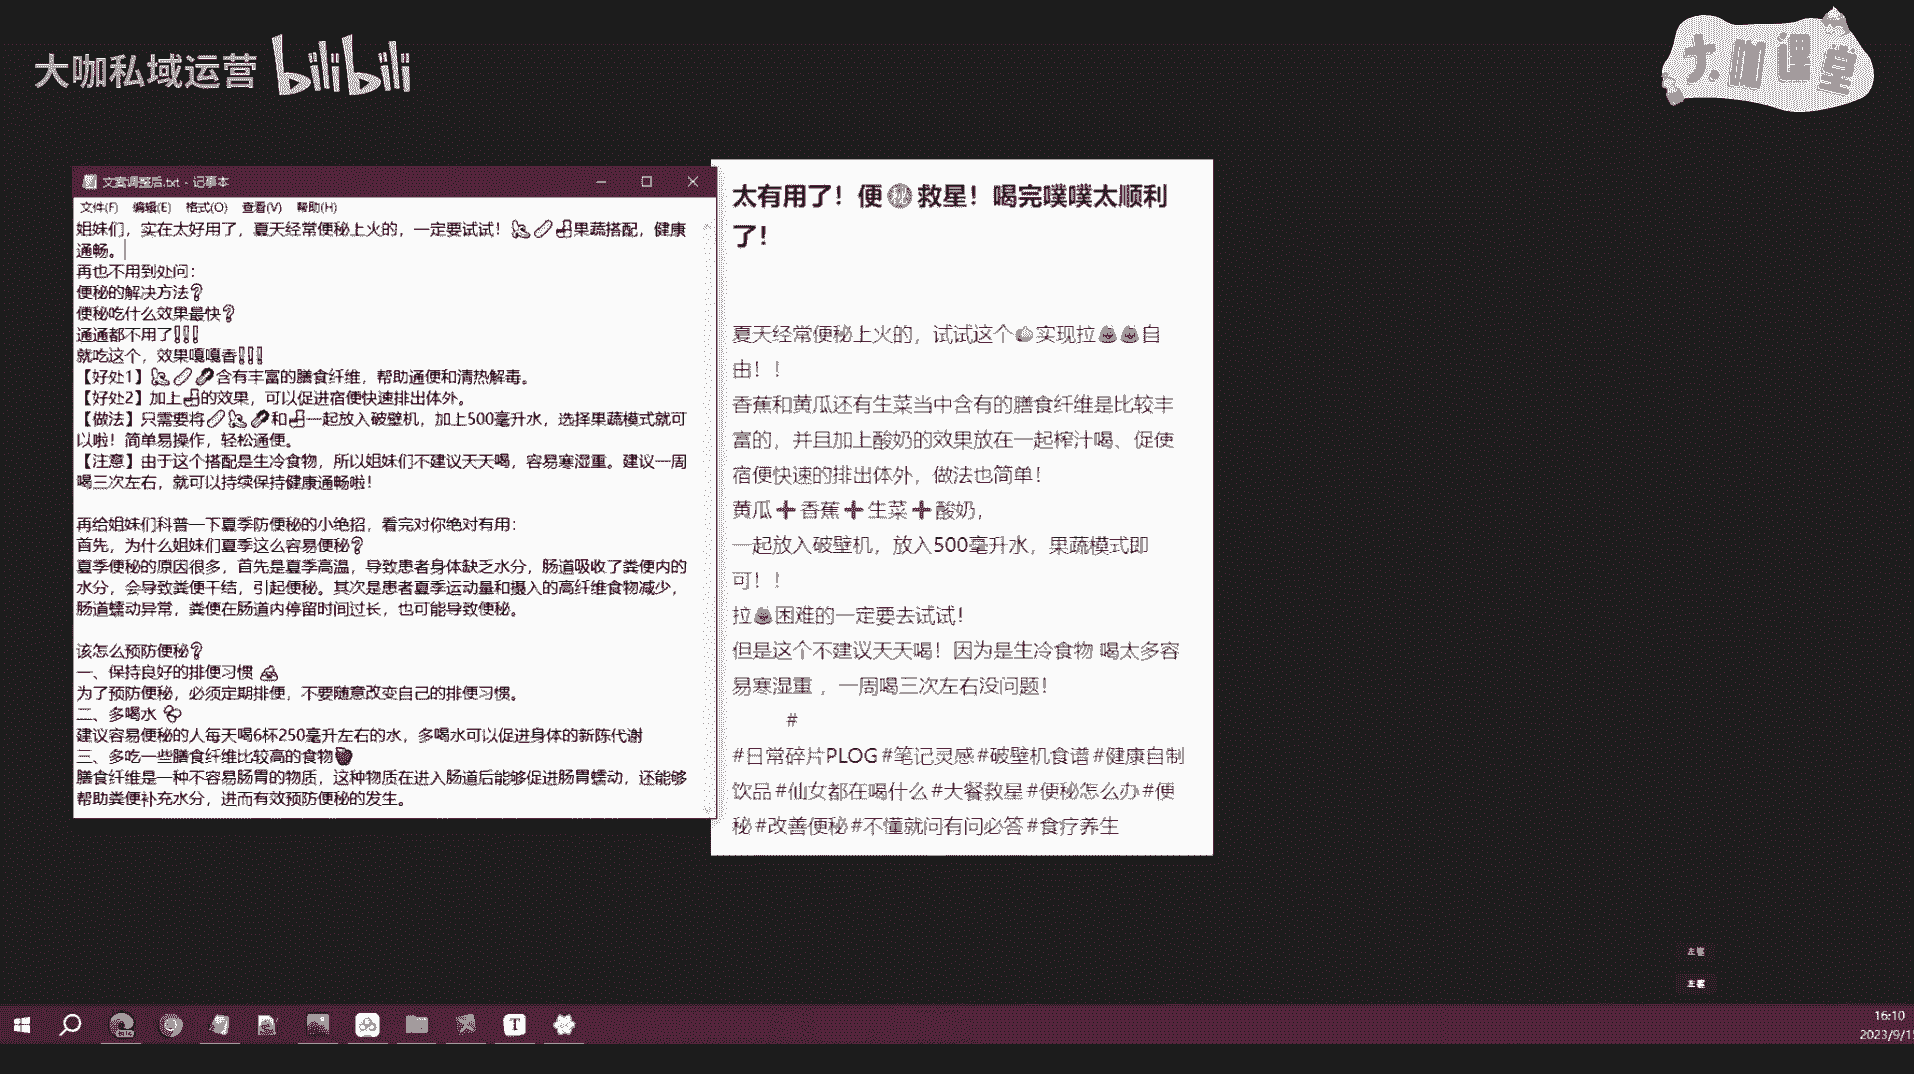 大咖私域运营 bilibili
大咖课堂
文案调整后.txt - 记事本
文件(F) 编辑(E) 格式(O) 查看(V) 帮助(H)
姐妹们，实在太好用了，夏天经常便秘上火的，一定要试试！🍌🥒🥛果蔬搭配，健康
通畅。
再也不用到处问：
便秘的解决方法❓
便秘吃什么效果最快❓
通通都不用了❗❗❗
就吃这个，效果嘎嘎香❗❗❗
【好处1】含有丰富的膳食纤维，帮助通便和清热解毒。
【好处2】加上的效果，可以促进宿便快速排出体外。
【做法】只需要将和一起放入破壁机，加上500毫升水，选择果蔬模式就可
以啦！简单易操作，轻松通便。
【注意】由于这个搭配是生冷食物，所以姐妹们不建议天天喝，容易寒湿重。建议一周
喝三次左右，就可以持续保持健康通畅啦！
再给姐妹们科普一下夏季防便秘的小绝招，看完对你绝对有用：
首先，为什么姐妹们夏季这么容易便秘❓
夏季便秘的原因很多，首先是夏季高温，导致患者身体缺乏水分，肠道吸收了粪便内的
水分，会导致粪便干结，引起便秘。其次是患者夏季运动量和摄入的高纤维食物减少，
肠道蠕动异常，粪便在肠道内停留时间过长，也可能导致便秘。
该怎么预防便秘❓
一、保持良好的排便习惯
为了预防便秘，必须定期排便，不要随意改变自己的排便习惯。
二、多喝水
建议容易便秘的人每天喝6杯250毫升左右的水，多喝水可以促进身体的新陈代谢
三、多吃一些膳食纤维比较高的食物
膳食纤维是一种不容易肠胃的物质，这种物质在进入肠道后能够促进肠胃蠕动，还能够
帮助粪便补充水分，进而有效预防便秘的发生。
太有用了！便㊙救星！喝完噗噗太顺利
了！
夏天经常便秘上火的，试试这个实现拉💩💩自
由！！
香蕉和黄瓜还有生菜当中含有的膳食纤维是比较丰
富的，并且加上酸奶的效果放在一起榨汁喝、促使
宿便快速的排出体外，做法也简单！
黄瓜➕香蕉➕生菜➕酸奶，
一起放入破壁机，放入500毫升水，果蔬模式即
可！！
拉💩困难的一定要去试试！
但是这个不建议天天喝！因为是生冷食物 喝太多容
易寒湿重 ，一周喝三次左右没问题！
#
#日常碎片PLOG#笔记灵感#破壁机食谱#健康自制
饮品#仙女都在喝什么#大餐救星#便秘怎么办#便
秘#改善便秘#不懂就问有问必答#食疗养生
16:10
2023/9/1